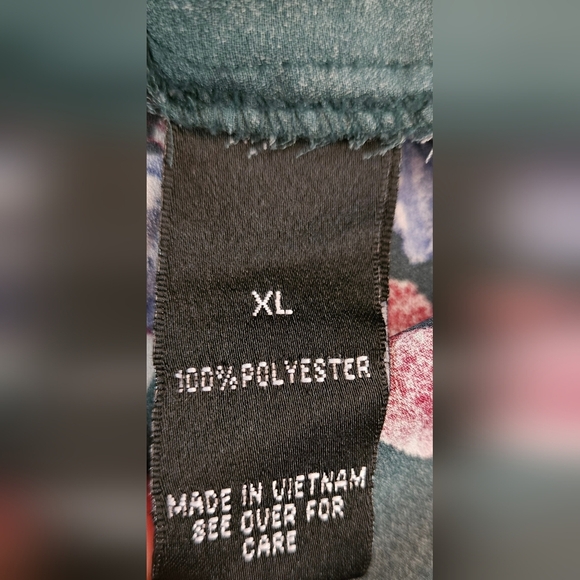 XL
100% POLYESTER
MADE IN VIETNAM
SEE OVER FOR
CARE